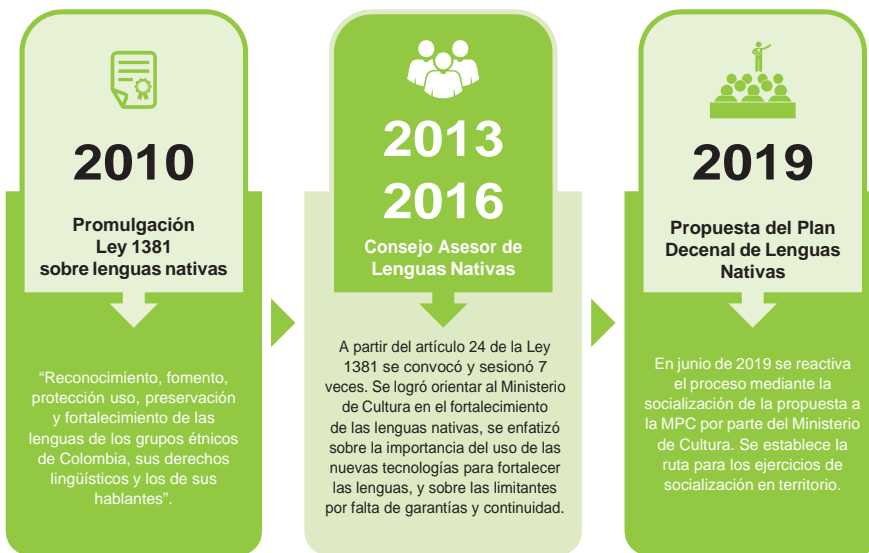 2010
Promulgación
Ley 1381
sobre lenguas nativas
“Reconocimiento, fomento,
protección uso, preservación
y fortalecimiento de las
lenguas de los grupos étnicos
de Colombia, sus derechos
lingüísticos y los de sus
hablantes”.
2013
2016
Consejo Asesor de
Lenguas Nativas
A partir del artículo 24 de la Ley
1381 se convocó y sesionó 7
veces. Se logró orientar al Ministerio
de Cultura en el fortalecimiento
de las lenguas nativas, se enfatizó
sobre la importancia del uso de las
nuevas tecnologías para fortalecer
las lenguas, y sobre las limitantes
por falta de garantías y continuidad.
2019
Propuesta del Plan
Decenal de Lenguas
Nativas
En junio de 2019 se reactiva
el proceso mediante la
socialización de la propuesta a
la MPC por parte del Ministerio
de Cultura. Se establece la
ruta para los ejercicios de
socialización en territorio.